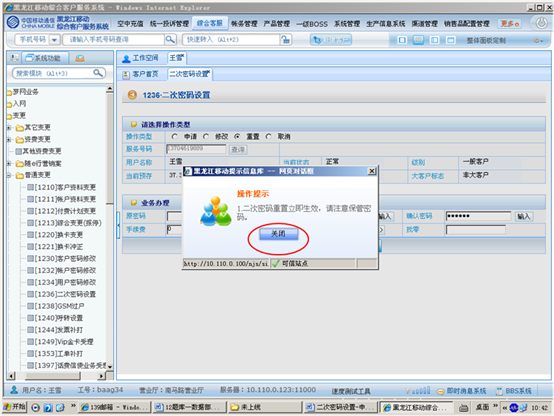 黑龙江移动综合客户服务系统 - Windows Internet Explorer
中国移动通信 CHINA MOBILE 黑龙江移动 综合客户服务系统 空中充值 统一投诉管理 综合客服 帐务管理 产品管理 一级BOSS 系统管理 生产信息系统 渠道管理 销售品配置管理 更多
手机号码 请输入手机号码查询 快速转入 (Alt+2) 整体面板定制
系统功能 工作空间 王雪
搜索模块 (Alt+3) 客户首页 二次密码设置
梦网业务
入网
变更
其它变更
资费变更
其他资费变更
随e行营销案
普通变更
[1210]客户资料变更
[1211]帐户资料变更
[1212]付费计划变更
[1213]综合变更(报停)
[1220]换卡变更
[1221]换卡冲正
[1230]客户密码修改
[1232]帐户密码修改
[1234]用户密码修改
[1236]二次密码设置
[1238]GSM过户
[1240]呼转设置
[1244]发票补打
[1249]Vip金卡受理
[1353]工单补打
[1397]话费信使业务受理
1236-二次密码设置
请选择操作类型
操作类型 申请 修改 重置 取消
服务号码 13704519809 查询
用户名称 王雪 当前状态 正常 级别 一般客户
当前预存 37.3 大客户标志 非大客户
业务办理
原密码 输入 确认密码 ●●●●●● 输入
手续费 0 找零
黑龙江移动提示信息库 -- 网页对话框
操作提示
1.二次密码重置立即生效，请注意保管密码。
关闭
http://10.110.0.100/njs/si 可信站点
用户名：王雪 工号：baag34 营业厅：南马路营业厅 服务器：10.110.0.123:11000 速度测试工具 即时消息系统 BBS系统
开始 139邮箱 - Windo... 12题库—数据部... 未上线 二次密码设置-申... 黑龙江移动综合... 桌面 10:42